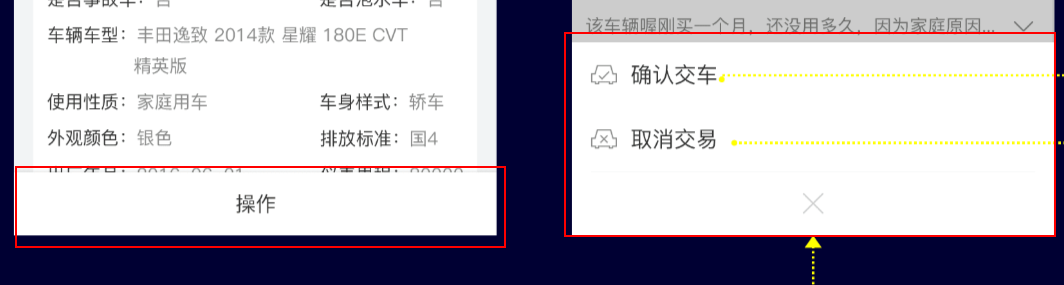 车辆车型：丰田逸致 2014款 星耀 180E CVT
精英版
使用性质：家庭用车
车身样式：轿车
外观颜色：银色
排放标准：国4
操作
该车辆喔刚买一个月，还没用多久，因为家庭原因...
确认交车
取消交易